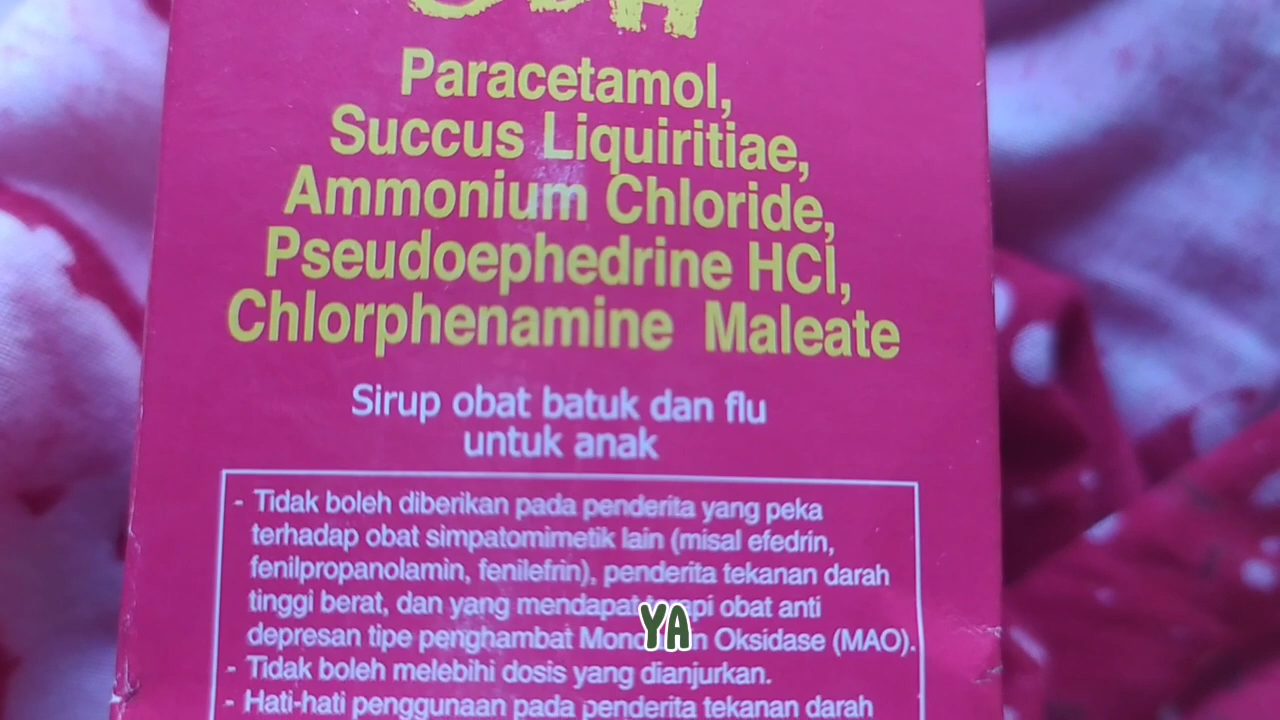 Paracetamol,
Succus Liquiritiae,
Ammonium Chloride,
Pseudoephedrine HCl,
Chlorphenamine Maleate
Sirup obat batuk dan flu
untuk anak
- Tidak boleh diberikan pada penderita yang peka
terhadap obat simpatomimetik lain (misal efedrin,
fenilpropanolamin, fenilefrin), penderita tekanan darah
tinggi berat, dan yang mendapat terapi obat anti
depresan tipe penghambat Oksidase (MAO).
YA
- Tidak boleh melebihi dosis yang dianjurkan.
- Hati-hati penggunaan pada penderita tekanan darah